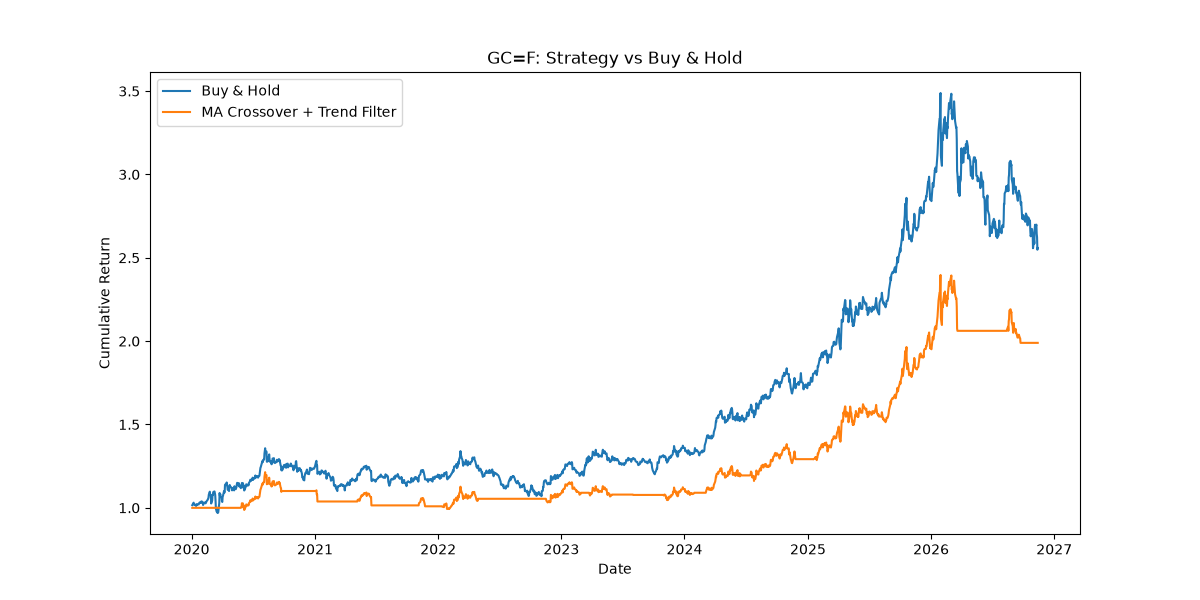 GC=F: Strategy vs Buy & Hold
Buy & Hold
MA Crossover + Trend Filter
Cumulative Return
3.5
3.0
2.5
2.0
1.5
1.0
2020 2021 2022 2023 2024 2025 2026 2027
Date